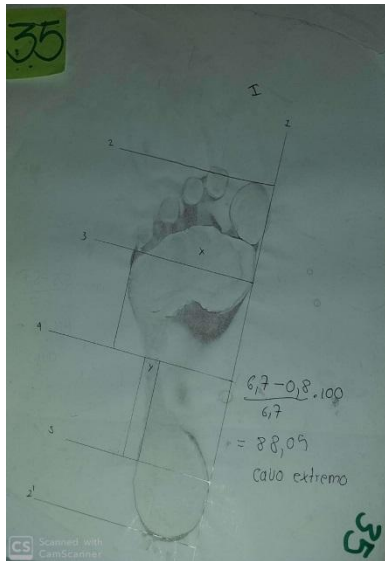 35
I
2
2
3
x
4
y
6,7-0,8.100
6,7
= 88,05
cavo extremo
5
2'
35
CS Scanned with
CamScanner